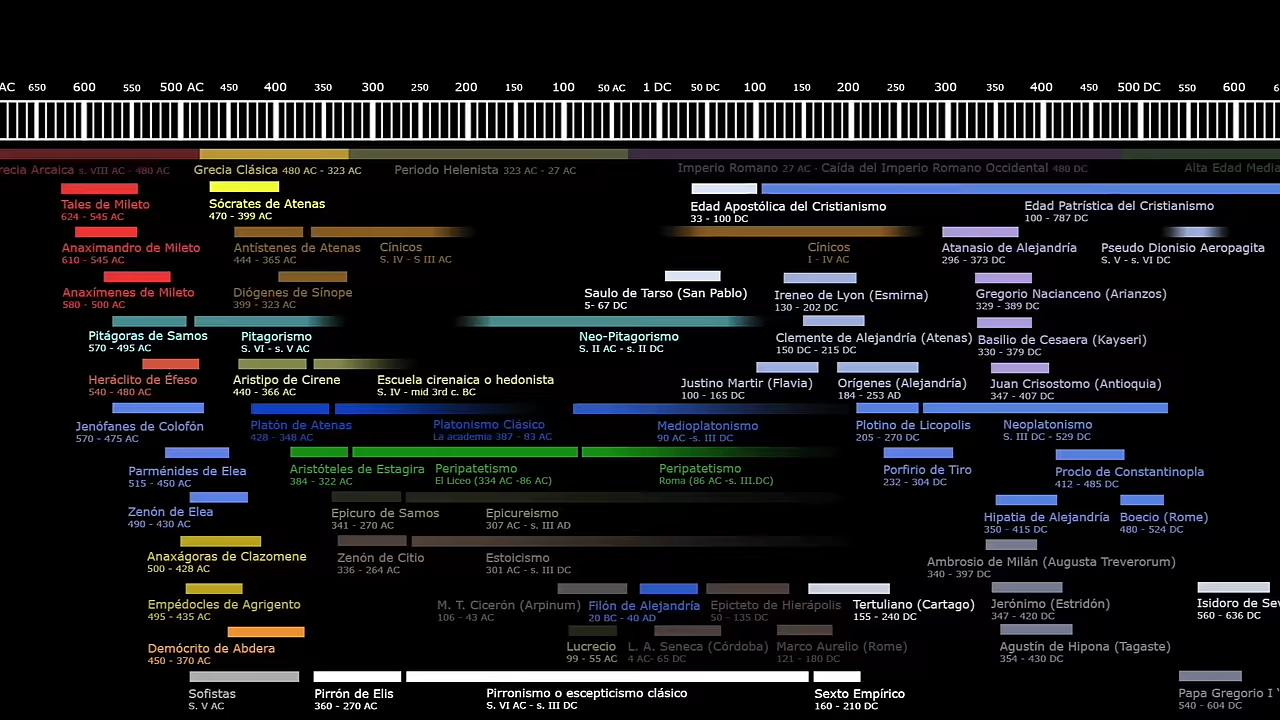 AC 650 600 550 500 AC 450 400 350 300 250 200 150 100 50 AC 1 DC 50 DC 100 150 200 250 300 350 400 450 500 DC 550 600
recia Arcaica s. VIII AC - 480 AC
Grecia Clásica 480 AC - 323 AC
Periodo Helenista 323 AC - 27 AC
Imperio Romano 27 AC - Caída del Imperio Romano Occidental 480 DC
Alta Edad Media
Tales de Mileto
624 - 545 AC
Sócrates de Atenas
470 - 399 AC
Edad Apostólica del Cristianismo
33 - 100 DC
Edad Patrística del Cristianismo
100 - 787 DC
Anaximandro de Mileto
610 - 545 AC
Antístenes de Atenas
444 - 365 AC
Cínicos
S. IV - S III AC
Cínicos
I - IV AC
Atanasio de Alejandría
296 - 373 DC
Pseudo Dionisio Aeropagita
S. V - s. VI DC
Anaxímenes de Mileto
580 - 500 AC
Diógenes de Sínope
399 - 323 AC
Saulo de Tarso (San Pablo)
5- 67 DC
Ireneo de Lyon (Esmirna)
130 - 202 DC
Gregorio Nacianceno (Arianzos)
329 - 389 DC
Pitágoras de Samos
570 - 495 AC
Pitagorismo
S. VI - s. V AC
Neo-Pitagorismo
S. II AC - s. II DC
Clemente de Alejandría (Atenas)
150 DC - 215 DC
Basilio de Cesaera (Kayseri)
330 - 379 DC
Heráclito de Éfeso
540 - 480 AC
Aristipo de Cirene
440 - 366 AC
Escuela cirenaica o hedonista
S. IV - mid 3rd c. BC
Justino Martir (Flavia)
100 - 165 DC
Orígenes (Alejandría)
184 - 253 AD
Juan Crisostomo (Antioquia)
347 - 407 DC
Jenófanes de Colofón
570 - 475 AC
Platón de Atenas
428 - 348 AC
Platonismo Clásico
La academia 387 - 83 AC
Medioplatonismo
90 AC -s. III DC
Plotino de Licopolis
205 - 270 DC
Neoplatonismo
S. III DC - 529 DC
Parménides de Elea
515 - 450 AC
Aristóteles de Estagira
384 - 322 AC
Peripatetismo
El Liceo (334 AC -86 AC)
Peripatetismo
Roma (86 AC -s. III.DC)
Porfirio de Tiro
232 - 304 DC
Proclo de Constantinopla
412 - 485 DC
Zenón de Elea
490 - 430 AC
Epicuro de Samos
341 - 270 AC
Epicureismo
307 AC - s. III AD
Hipatia de Alejandría
350 - 415 DC
Boecio (Rome)
480 - 524 DC
Anaxágoras de Clazomene
500 - 428 AC
Zenón de Citio
336 - 264 AC
Estoicismo
301 AC - s. III DC
Ambrosio de Milán (Augusta Treverorum)
340 - 397 DC
Empédocles de Agrigento
495 - 435 AC
M. T. Cicerón (Arpinum)
106 - 43 AC
Filón de Alejandría
20 BC - 40 AD
Epicteto de Hierápolis
50 - 135 DC
Tertuliano (Cartago)
155 - 240 DC
Jerónimo (Estridón)
347 - 420 DC
Isidoro de Sev
560 - 636 DC
Demócrito de Abdera
450 - 370 AC
Lucrecio
99 - 55 AC
L. A. Seneca (Córdoba)
4 AC- 65 DC
Marco Aurelio (Rome)
121 - 180 DC
Agustín de Hipona (Tagaste)
354 - 430 DC
Sofistas
S. V AC
Pirrón de Elis
360 - 270 AC
Pirronismo o escepticismo clásico
S. VI AC - s. III DC
Sexto Empírico
160 - 210 DC
Papa Gregorio I
540 - 604 DC